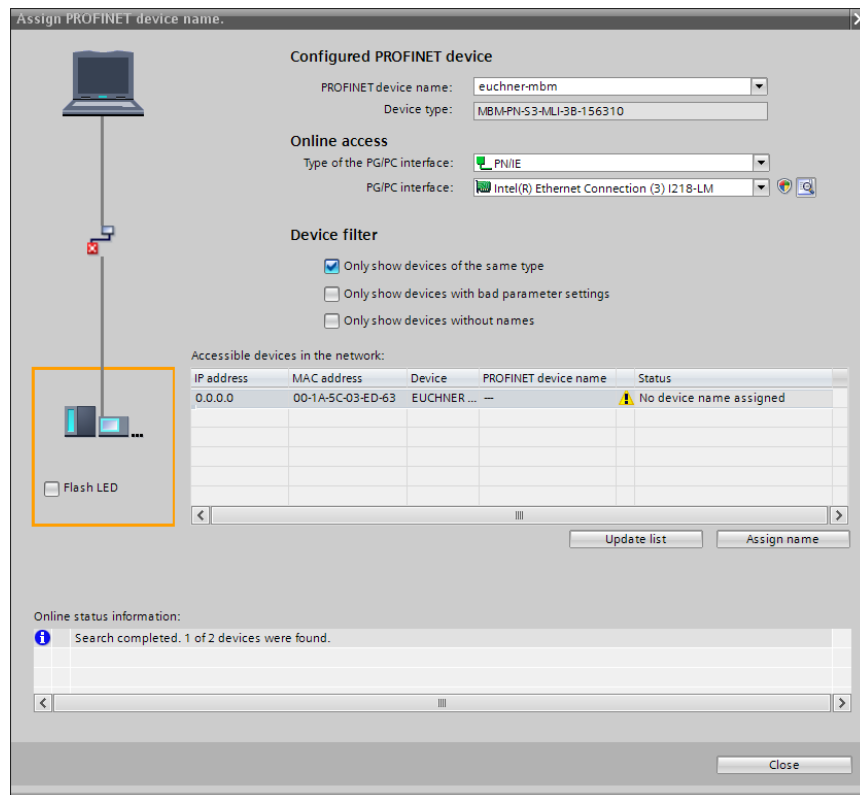 Assign PROFINET device name.
Configured PROFINET device
PROFINET device name: euchner-mbm
Device type: MBM-PN-S3-MLI-3B-156310
Online access
Type of the PG/PC interface: PN/IE
PG/PC interface: Intel(R) Ethernet Connection (3) I218-LM
Device filter
Only show devices of the same type
Only show devices with bad parameter settings
Only show devices without names
Accessible devices in the network:
IP address MAC address Device PROFINET device name Status
0.0.0.0 00-1A-5C-03-ED-63 EUCHNER ... — No device name assigned
...
Flash LED
Update list Assign name
Online status information:
Search completed. 1 of 2 devices were found.
Close